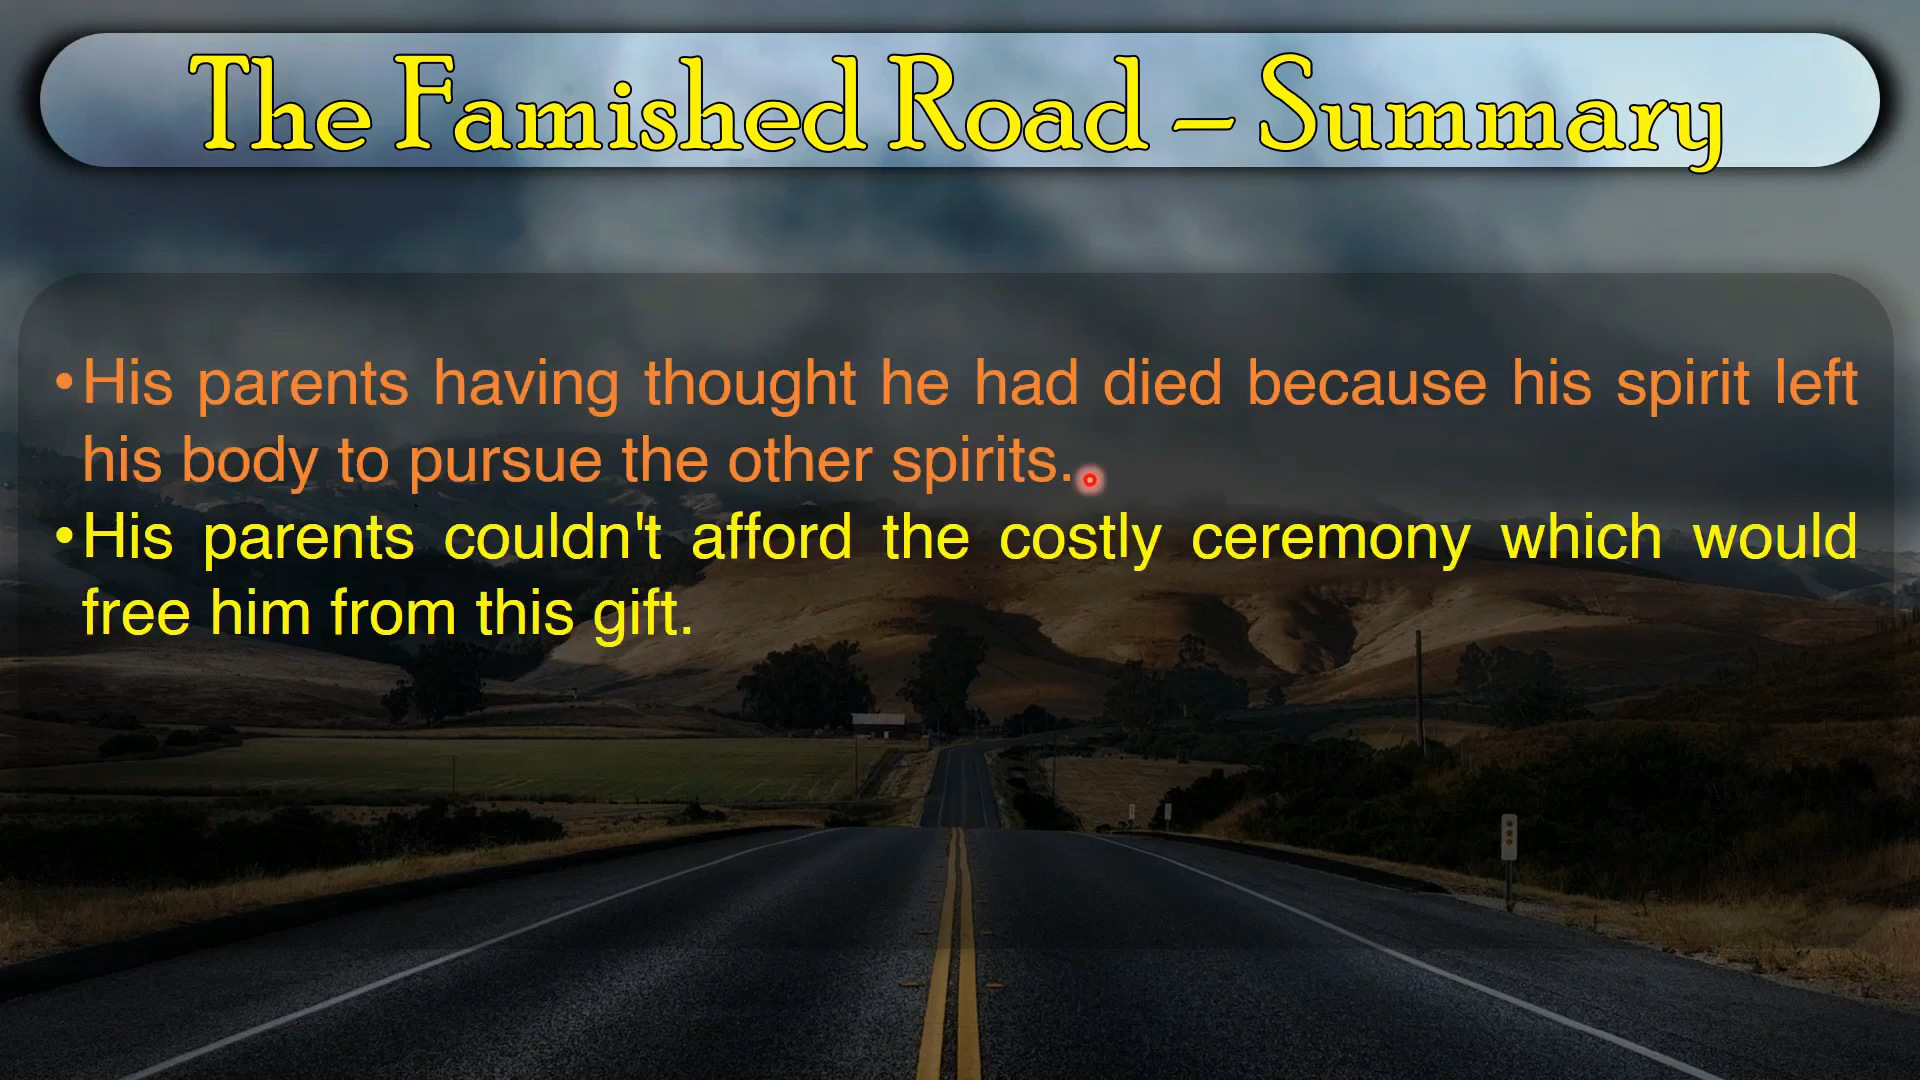 The Famished Road – Summary
•His parents having thought he had died because his spirit left
his body to pursue the other spirits.
•His parents couldn't afford the costly ceremony which would
free him from this gift.